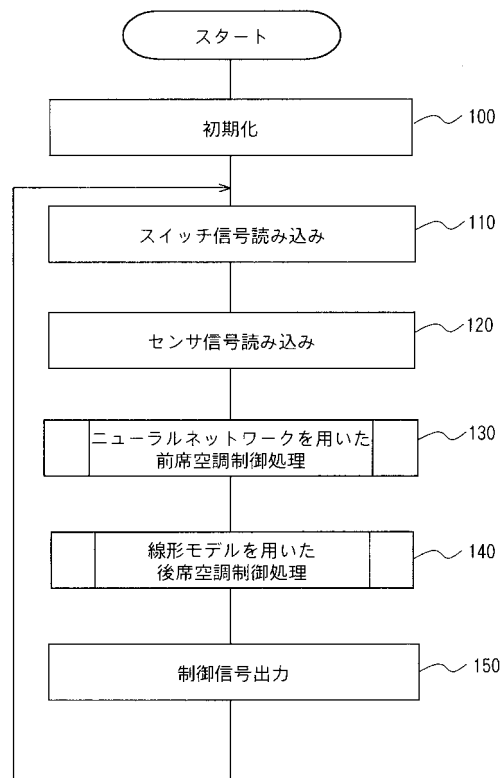 スタート
初期化
100
スイッチ信号読み込み
110
センサ信号読み込み
120
ニューラルネットワークを用いた
前席空調制御処理
130
線形モデルを用いた
後席空調制御処理
140
制御信号出力
150